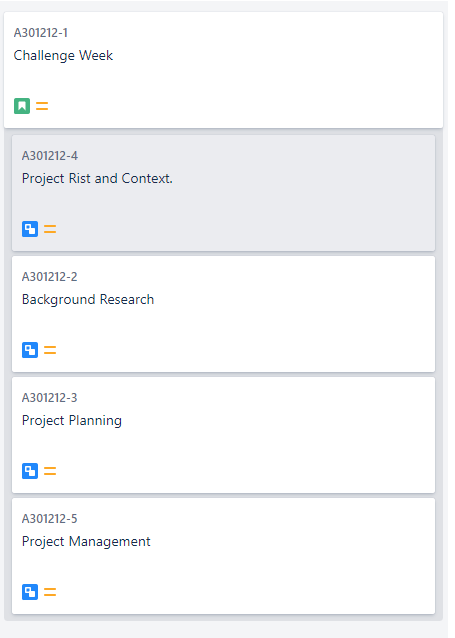 A301212-1
Challenge Week
A301212-4
Project Rist and Context.
A301212-2
Background Research
A301212-3
Project Planning
A301212-5
Project Management